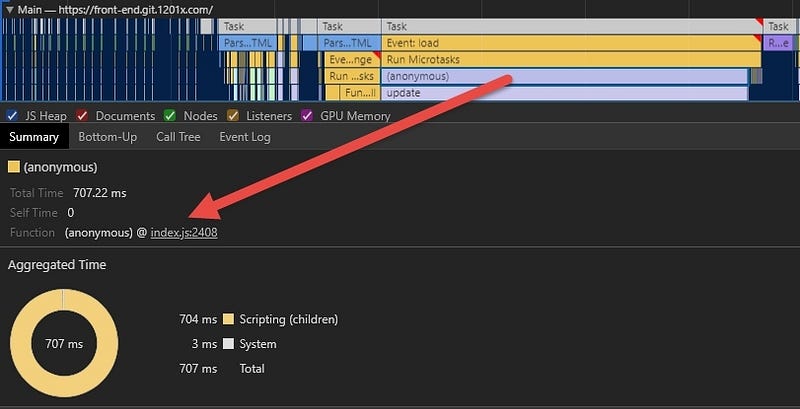 ▼ Main — https://front-end.git.1201x.com/
Task Task Task Task
Pars…TML Pars…TML Event: load R…e
Eve…nge Run Microtasks
Run …sks (anonymous)
Fun…ll update
JS Heap Documents Nodes Listeners GPU Memory
Summary Bottom-Up Call Tree Event Log
(anonymous)
Total Time 707.22 ms
Self Time 0
Function (anonymous) @ index.js:2408
Aggregated Time
704 ms Scripting (children)
707 ms 3 ms System
707 ms Total